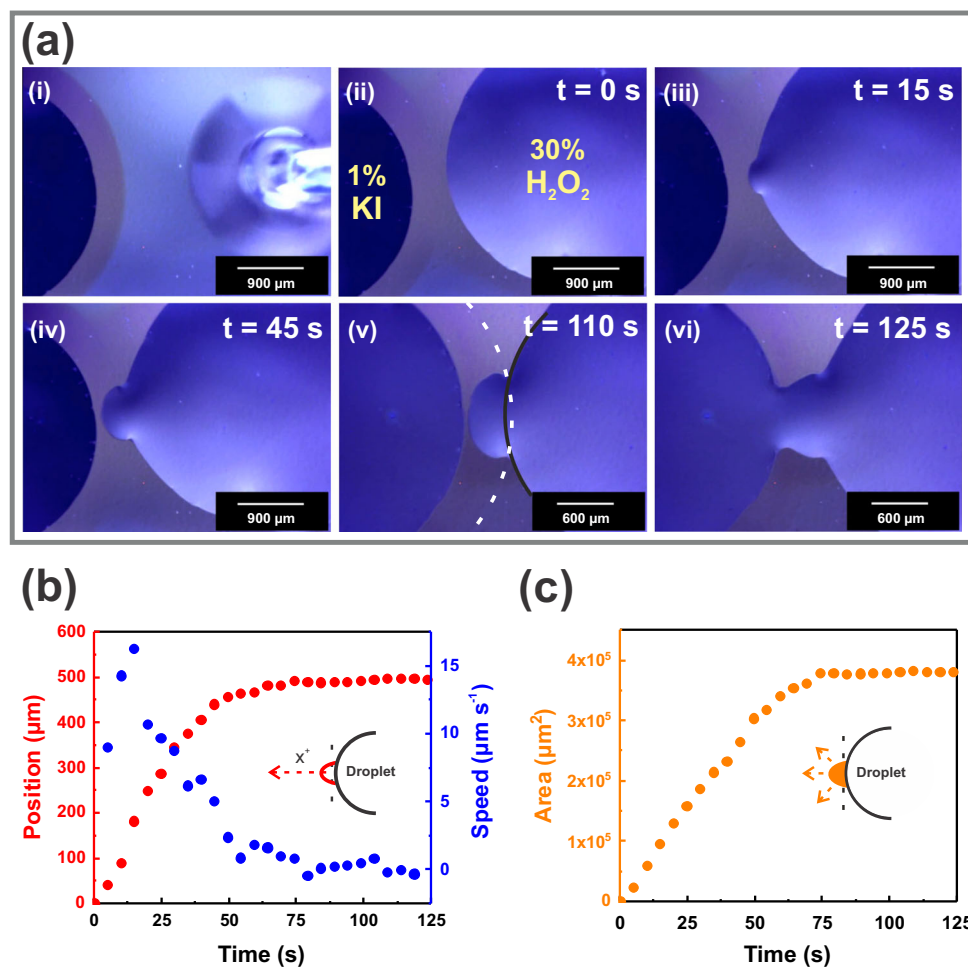 (a)
(i)
900 µm
(ii)
t = 0 s
1%
KI
30%
H₂O₂
900 µm
(iii)
t = 15 s
900 µm
(iv)
t = 45 s
900 µm
(v)
t = 110 s
600 µm
(vi)
t = 125 s
600 µm
(b)
600
500
400
300
200
100
0
Position (µm)
15
10
5
0
Speed (µm s⁻¹)
x⁺
Droplet
0 25 50 75 100 125
Time (s)
(c)
4x10⁵
3x10⁵
2x10⁵
1x10⁵
0
Area (µm²)
Droplet
0 25 50 75 100 125
Time (s)